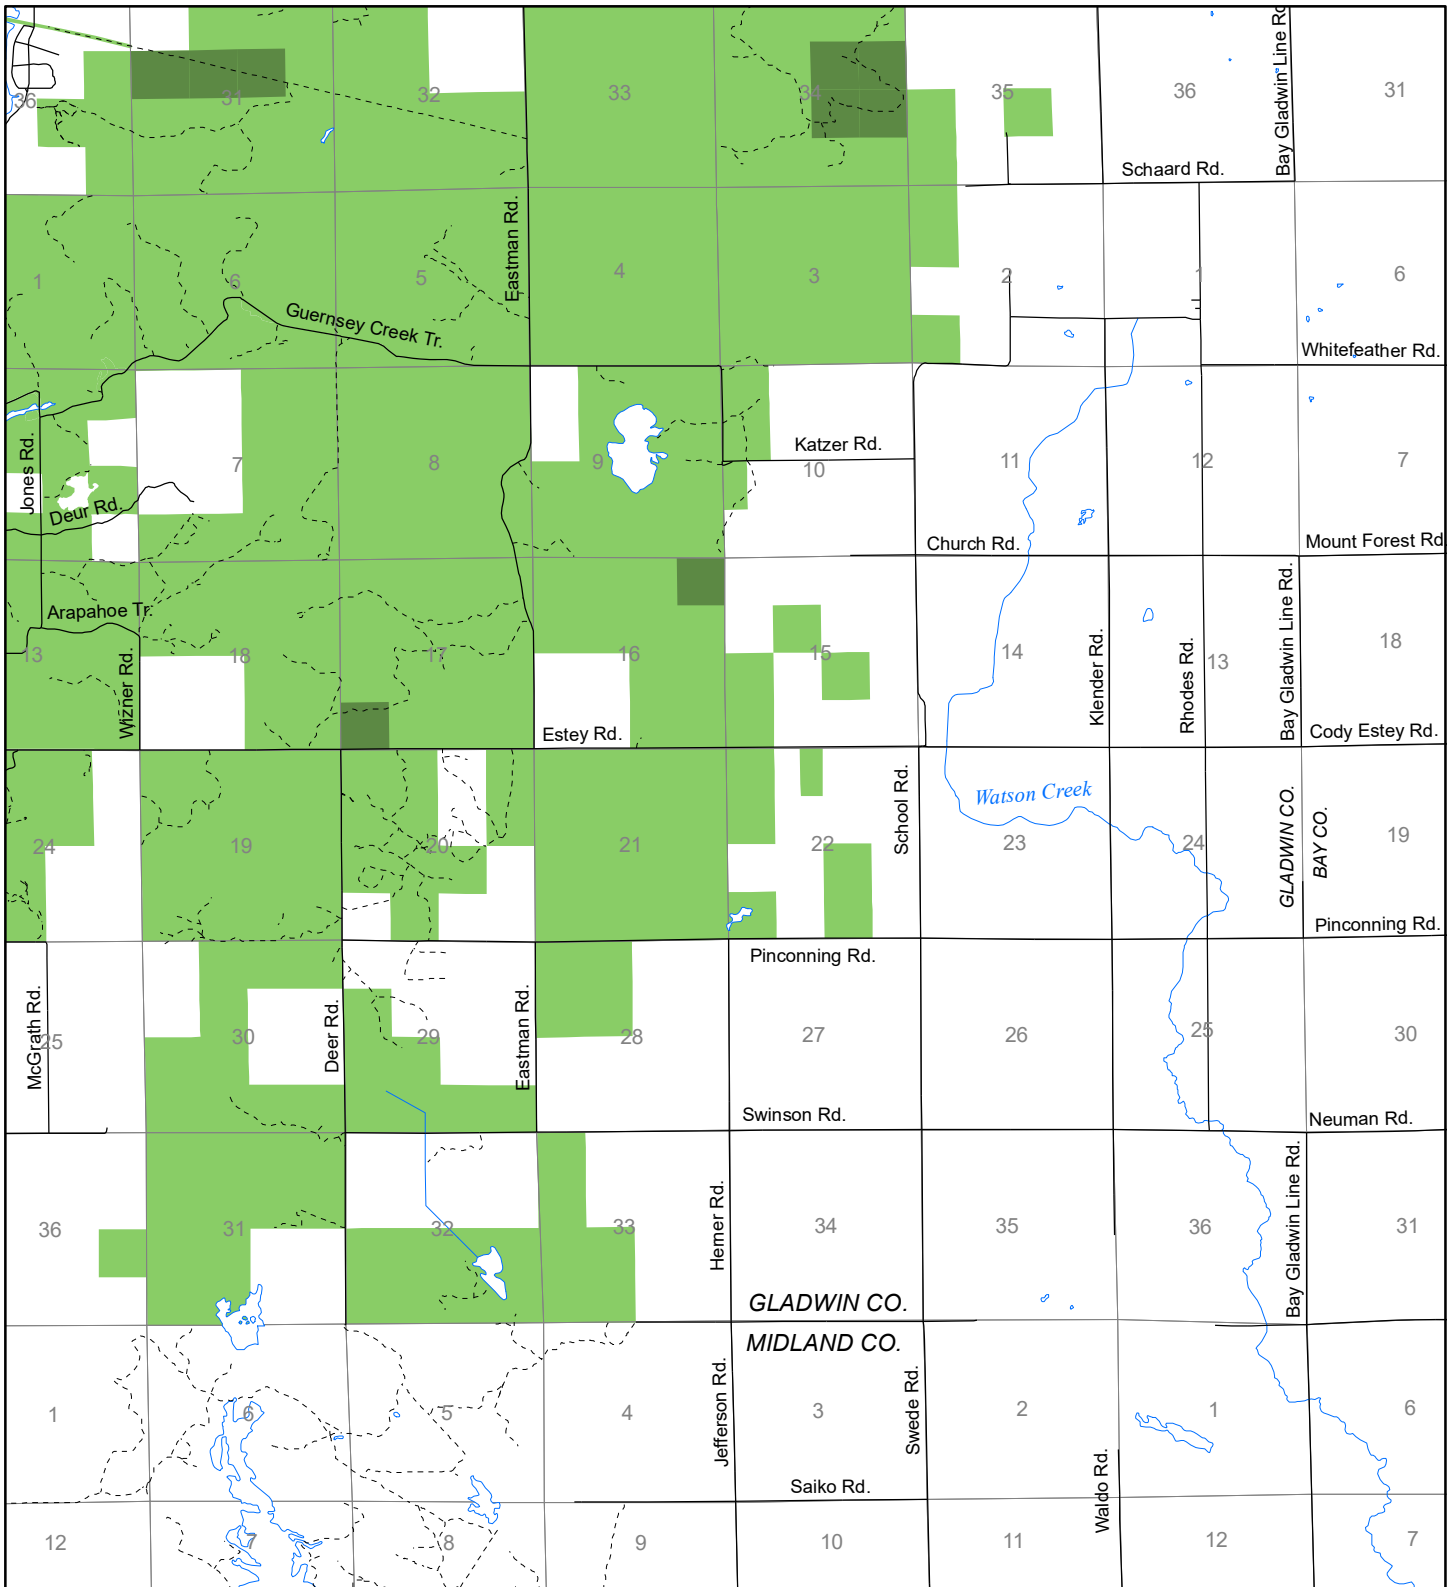 36
31
32
33
34
35
36
31
Bay Gladwin Line Rd
Schaard Rd.
1
6
5
Eastman Rd.
4
3
2
1
6
Guernsey Creek Tr.
Whitefeather Rd.
Jones Rd.
7
8
9
Katzer Rd.
10
11
12
7
Deur Rd.
Church Rd.
Mount Forest Rd
Arapahoe Tr.
13
Wizner Rd.
18
17
16
15
14
Klender Rd.
Rhodes Rd.
13
Bay Gladwin Line Rd.
18
Estey Rd.
Cody Estey Rd.
24
19
20
21
22
School Rd.
Watson Creek
23
24
GLADWIN CO.
BAY CO.
19
Pinconning Rd.
Pinconning Rd.
McGrath Rd.
25
30
Deer Rd.
29
Eastman Rd.
28
27
26
25
30
Swinson Rd.
Neuman Rd.
36
31
32
33
Hemer Rd.
34
35
36
Bay Gladwin Line Rd.
31
GLADWIN CO.
MIDLAND CO.
1
6
5
4
Jefferson Rd.
3
Swede Rd.
2
1
6
Saiko Rd.
Waldo Rd.
12
7
8
9
10
11
12
7